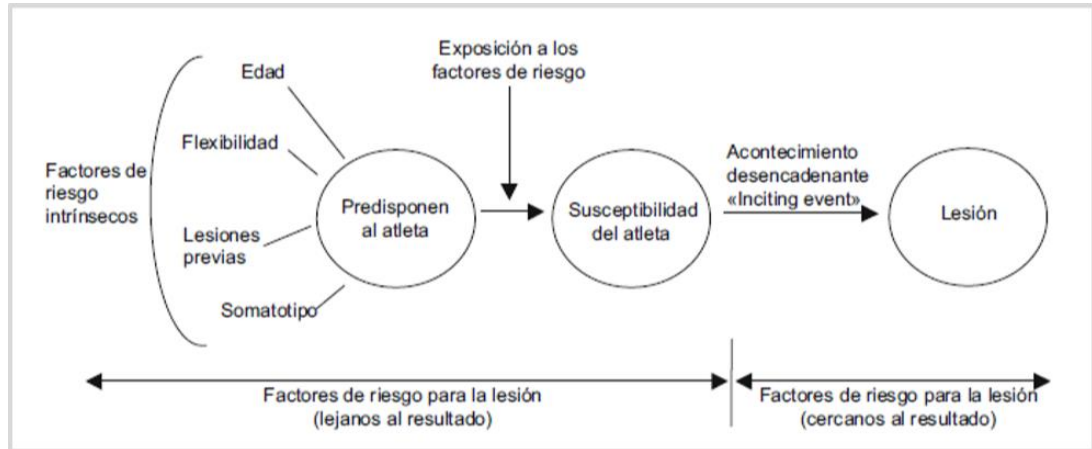 Exposición a los
factores de riesgo
Edad
Flexibilidad
Factores de
riesgo
intrínsecos
Lesiones
previas
Somatotipo
Predisponen
al atleta
Susceptibilidad
del atleta
Acontecimiento
desencadenante
«Inciting event»
Lesión
Factores de riesgo para la lesión
(lejanos al resultado)
Factores de riesgo para la lesión
(cercanos al resultado)